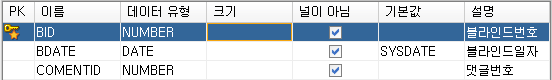 PK 이름 데이터 유형 크기 널이 아님 기본값 설명
BID NUMBER 블라인드번호
BDATE DATE SYSDATE 블라인드일자
COMENTID NUMBER 댓글번호